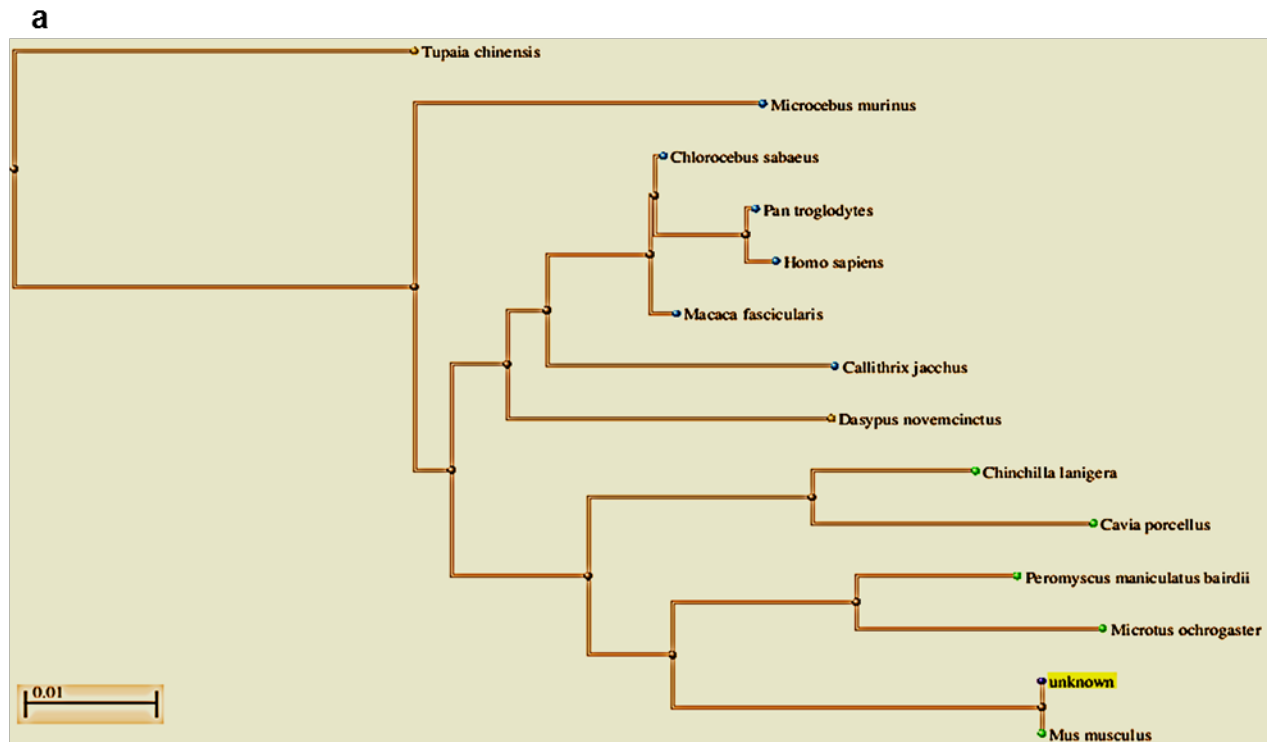 a
Tupaia chinensis
Microcebus murinus
Chlorocebus sabaeus
Pan troglodytes
Homo sapiens
Macaca fascicularis
Callithrix jacchus
Dasypus novemcinctus
Chinchilla lanigera
Cavia porcellus
Peromyscus maniculatus bairdii
Microtus ochrogaster
unknown
0.01
Mus musculus